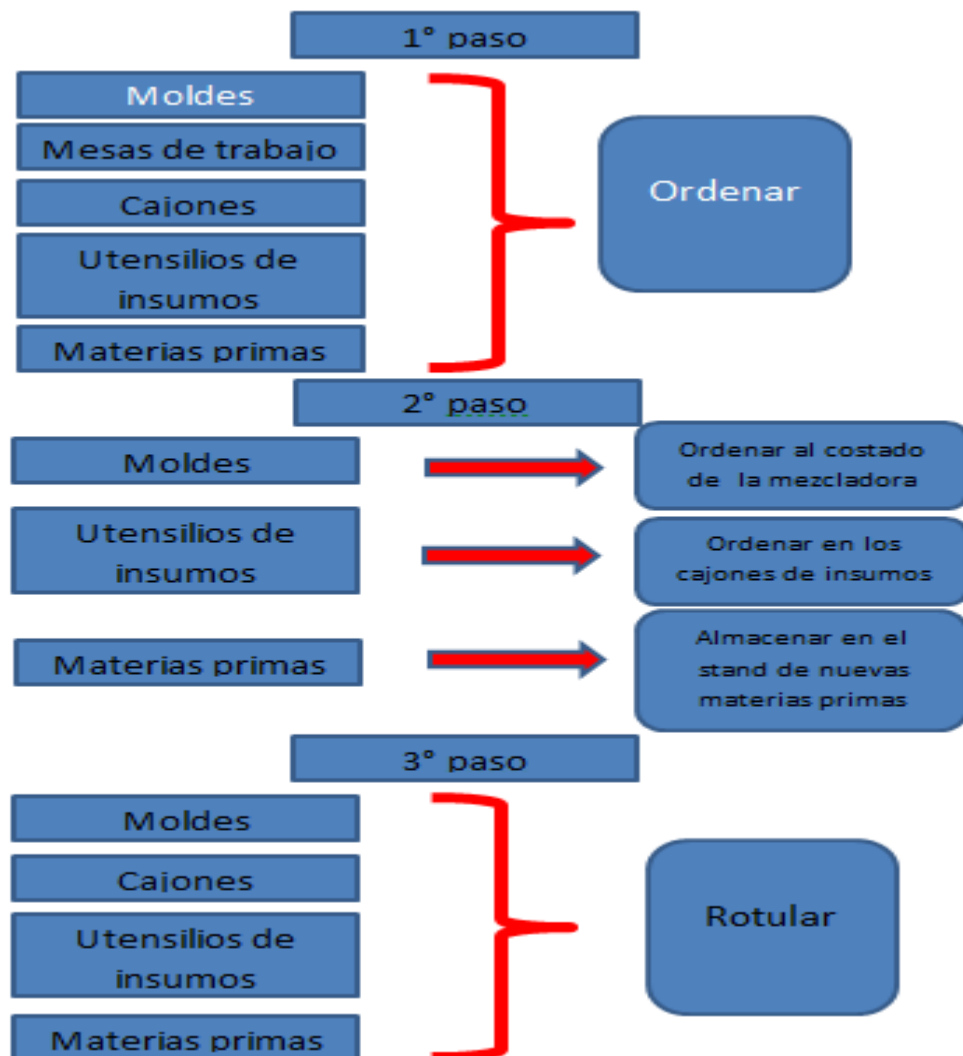 1° paso
Moldes
Mesas de trabajo
Cajones
Utensilios de
insumos
Materias primas
Ordenar
2° paso
Moldes
Ordenar al costado
de la mezcladora
Utensilios de
insumos
Ordenar en los
cajones de insumos
Materias primas
Almacenar en el
stand de nuevas
materias primas
3° paso
Moldes
Cajones
Utensilios de
insumos
Materias primas
Rotular